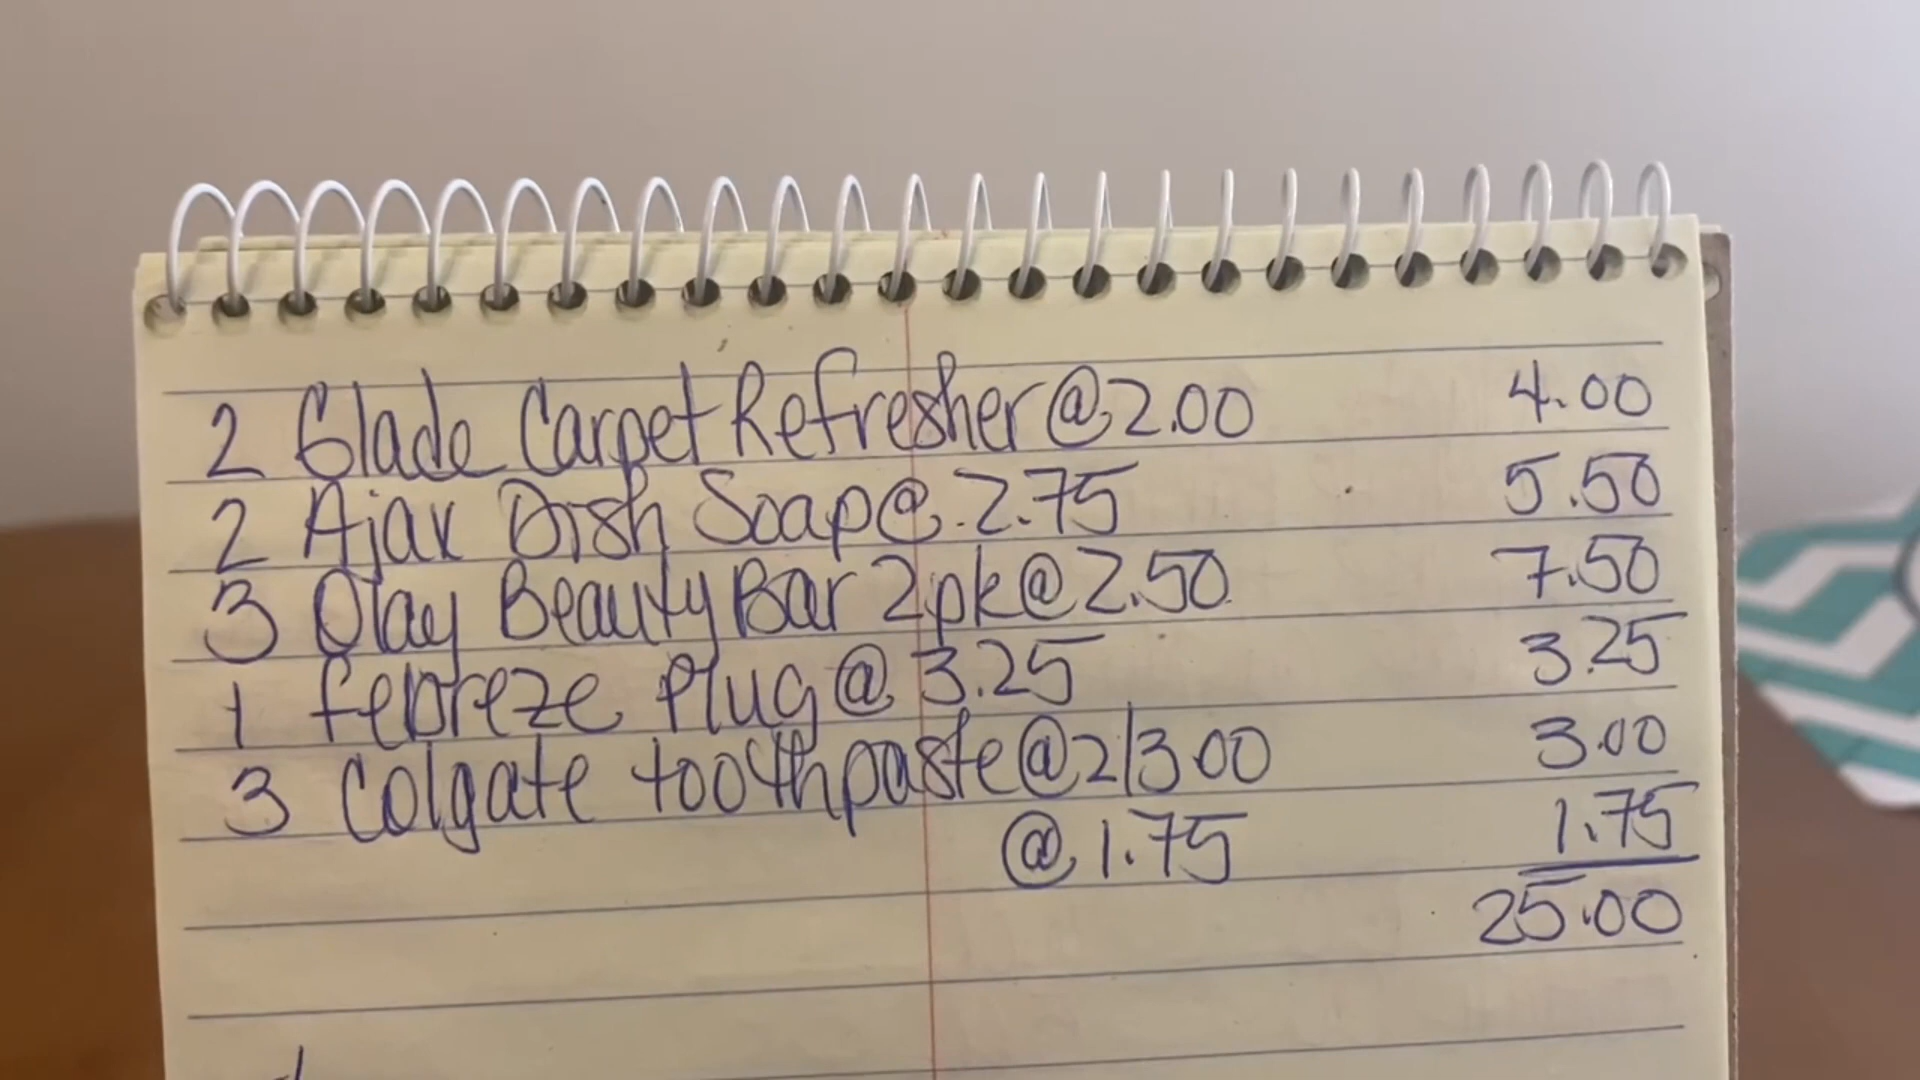 2 Glade Carpet Refresher @ 2.00 4.00
2 Ajax Dish Soap @ 2.75 5.50
3 Olay Beauty Bar 2pk @ 2.50 7.50
1 febreze plug @ 3.25 3.25
3 Colgate toothpaste @ 2/3.00 3.00
@ 1.75 1.75
25.00